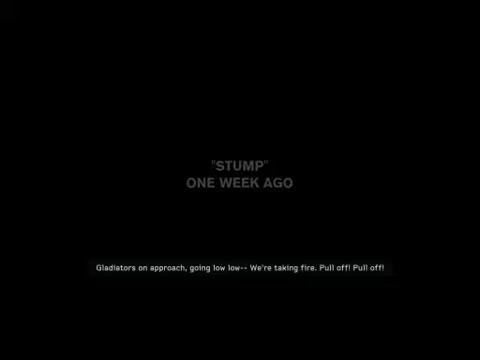 "STUMP"
ONE WEEK AGO
Gladiators on approach, going low low-- We're taking fire. Pull off! Pull off!